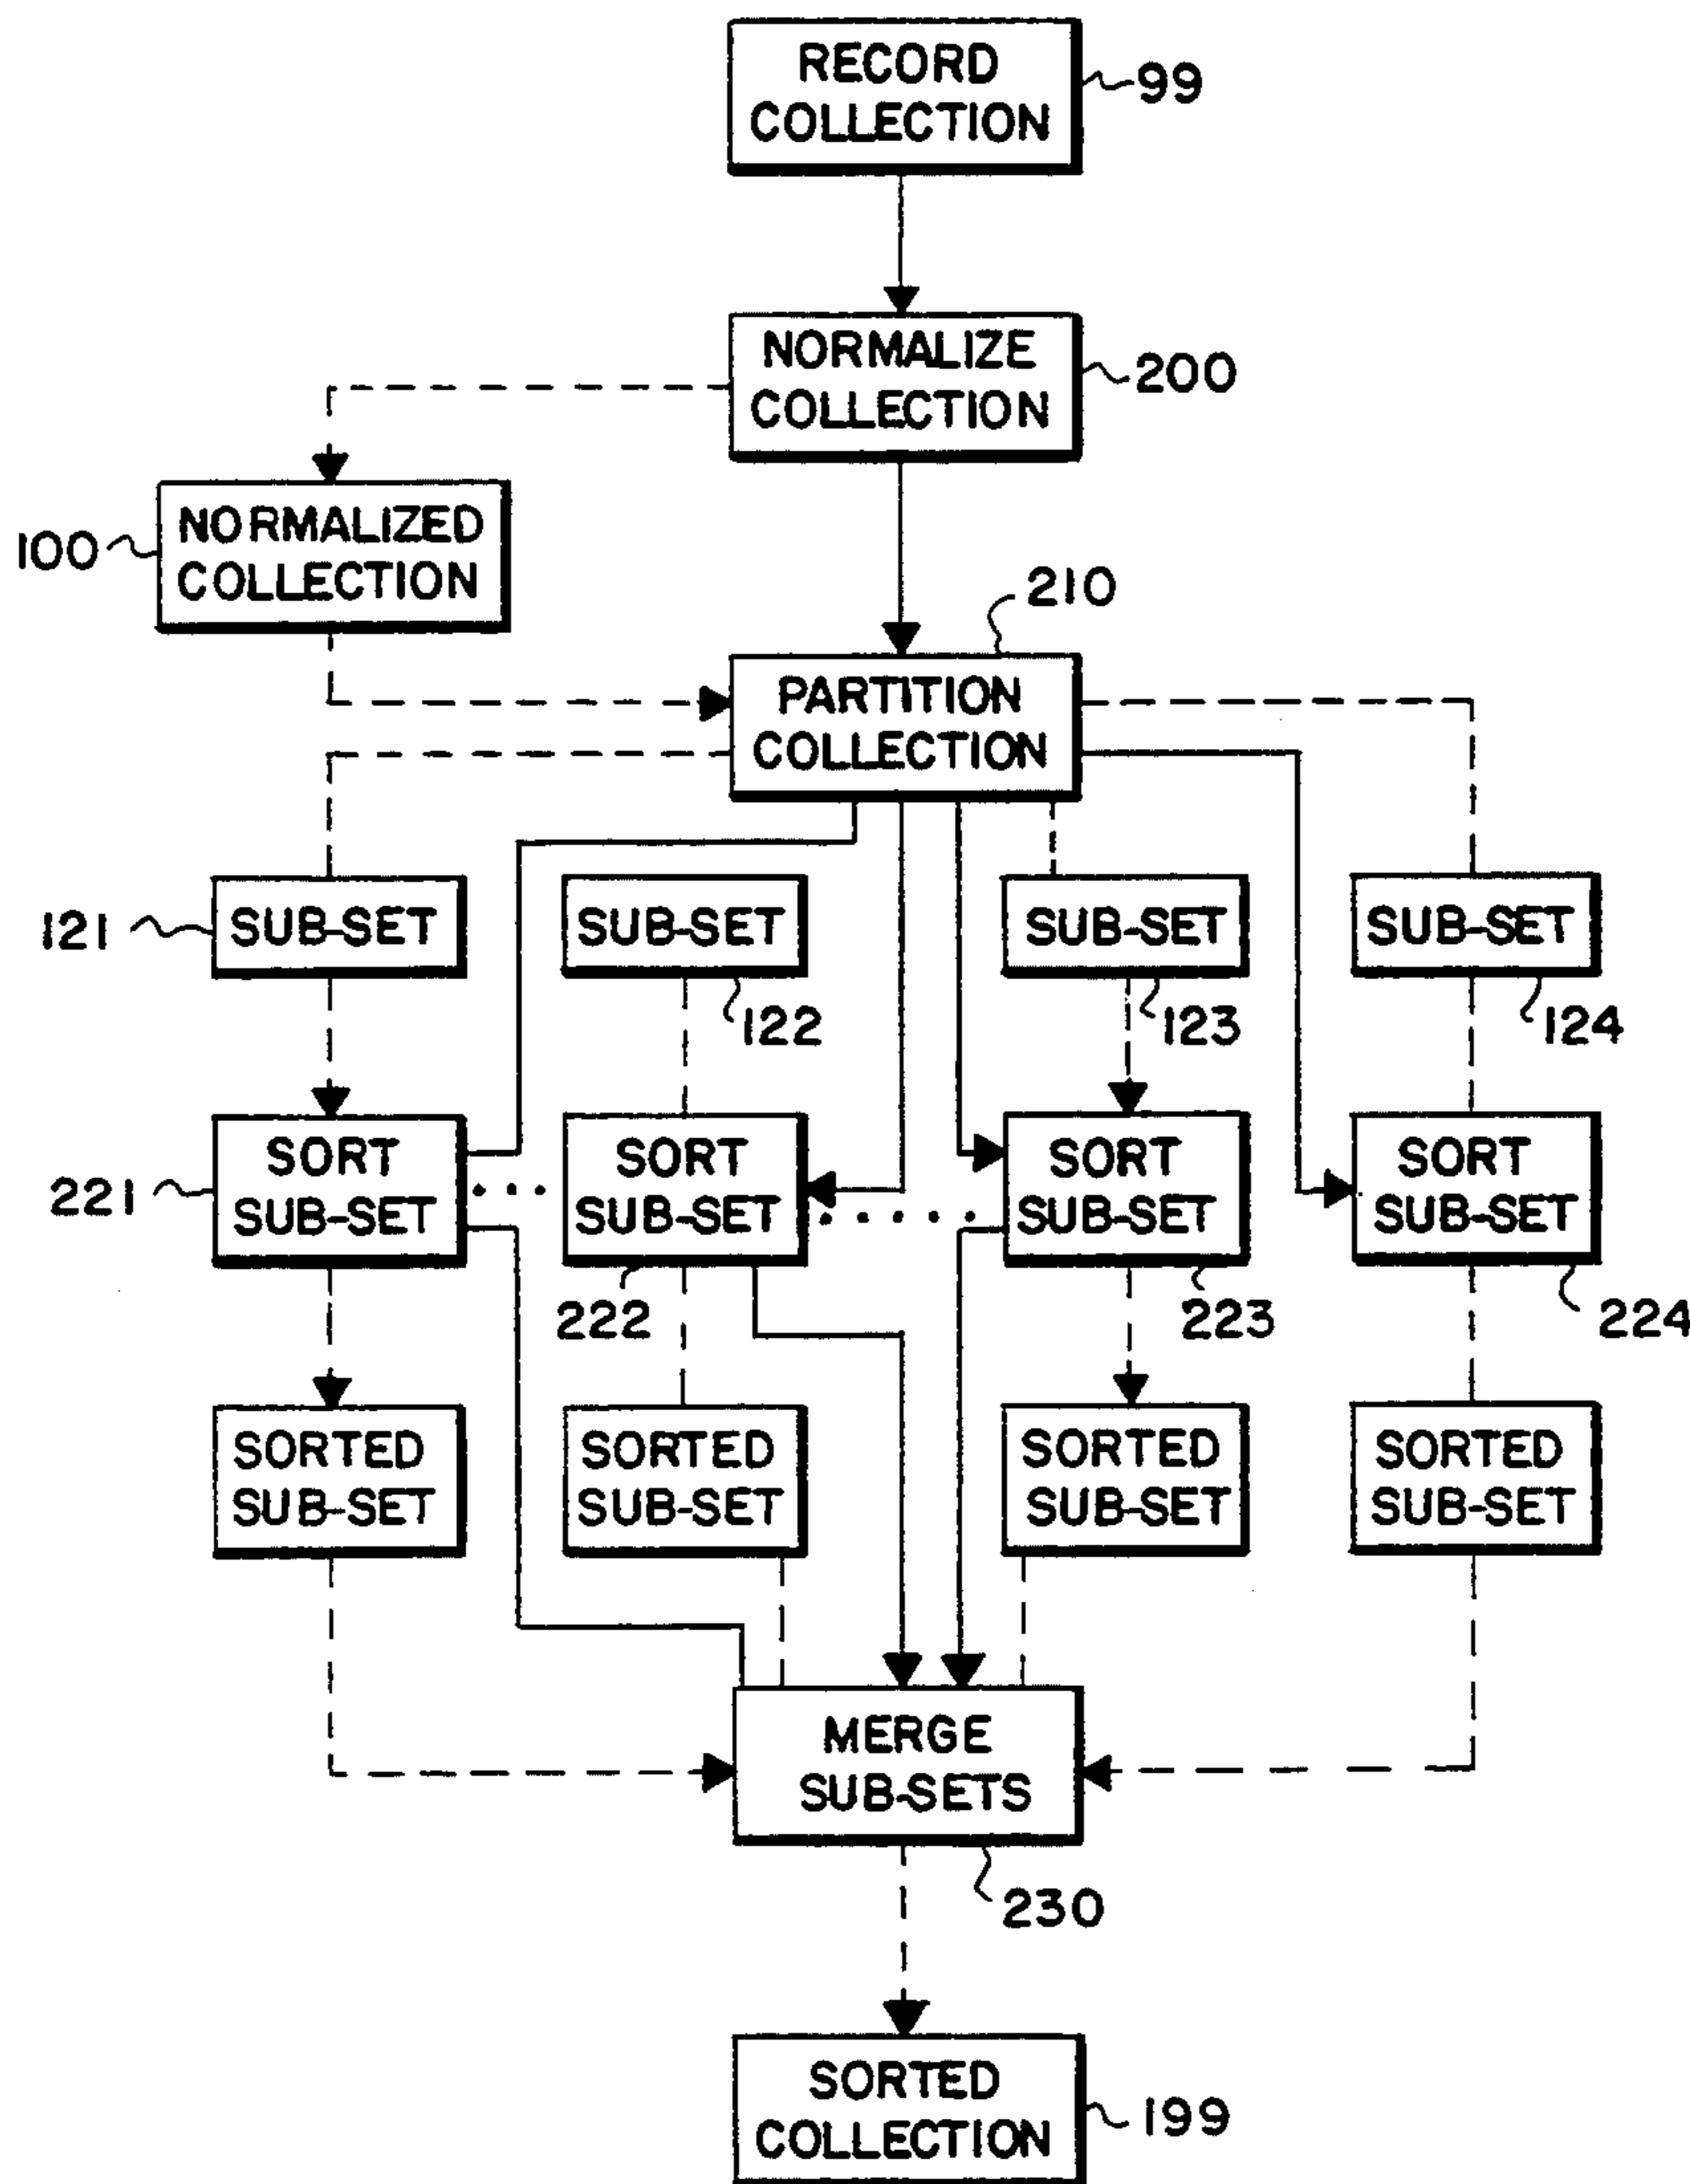 RECORD
COLLECTION
99
NORMALIZE
COLLECTION
200
NORMALIZED
COLLECTION
100
210
PARTITION
COLLECTION
121
SUB-SET
SUB-SET
SUB-SET
SUB-SET
122
123
124
221
SORT
SUB-SET
SORT
SUB-SET
SORT
SUB-SET
SORT
SUB-SET
222
223
224
SORTED
SUB-SET
SORTED
SUB-SET
SORTED
SUB-SET
SORTED
SUB-SET
MERGE
SUB-SETS
230
SORTED
COLLECTION
199